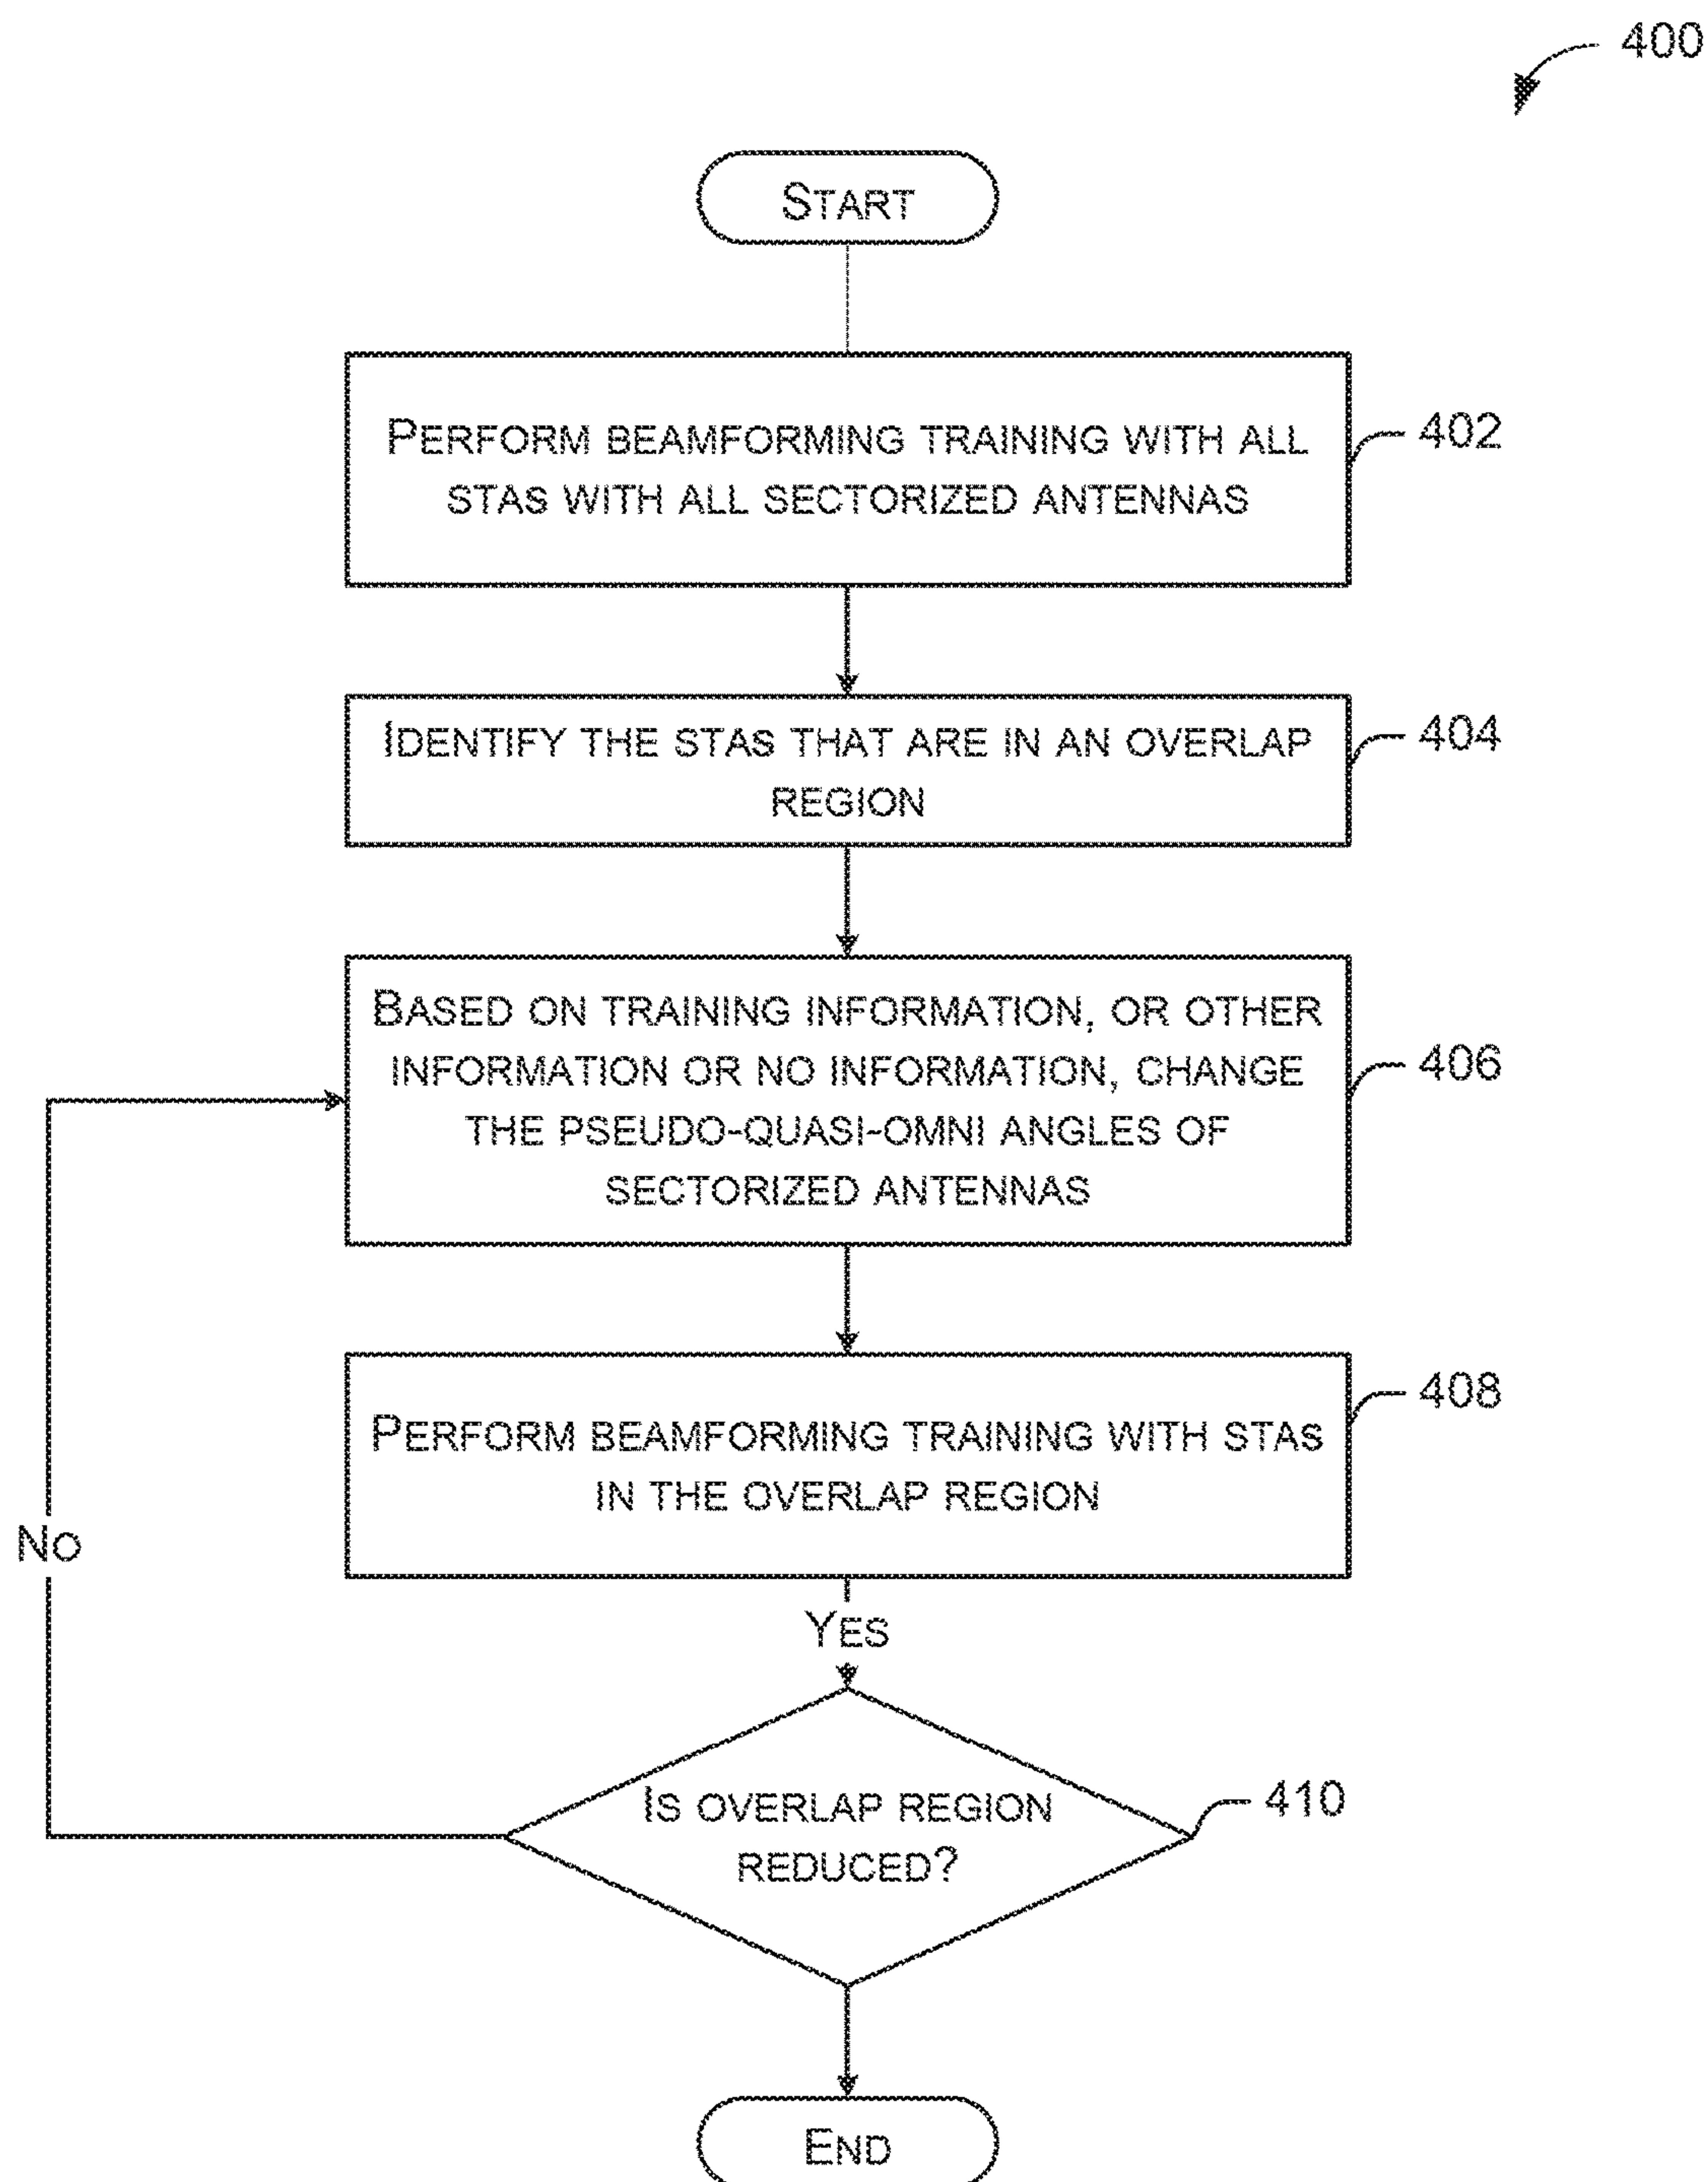 400
START
PERFORM BEAMFORMING TRAINING WITH ALL
STAS WITH ALL SECTORIZED ANTENNAS
402
IDENTIFY THE STAS THAT ARE IN AN OVERLAP
REGION
404
BASED ON TRAINING INFORMATION, OR OTHER
INFORMATION OR NO INFORMATION, CHANGE
THE PSEUDO-QUASI-OMNI ANGLES OF
SECTORIZED ANTENNAS
406
PERFORM BEAMFORMING TRAINING WITH STAS
IN THE OVERLAP REGION
408
NO
YES
IS OVERLAP REGION
REDUCED?
410
END